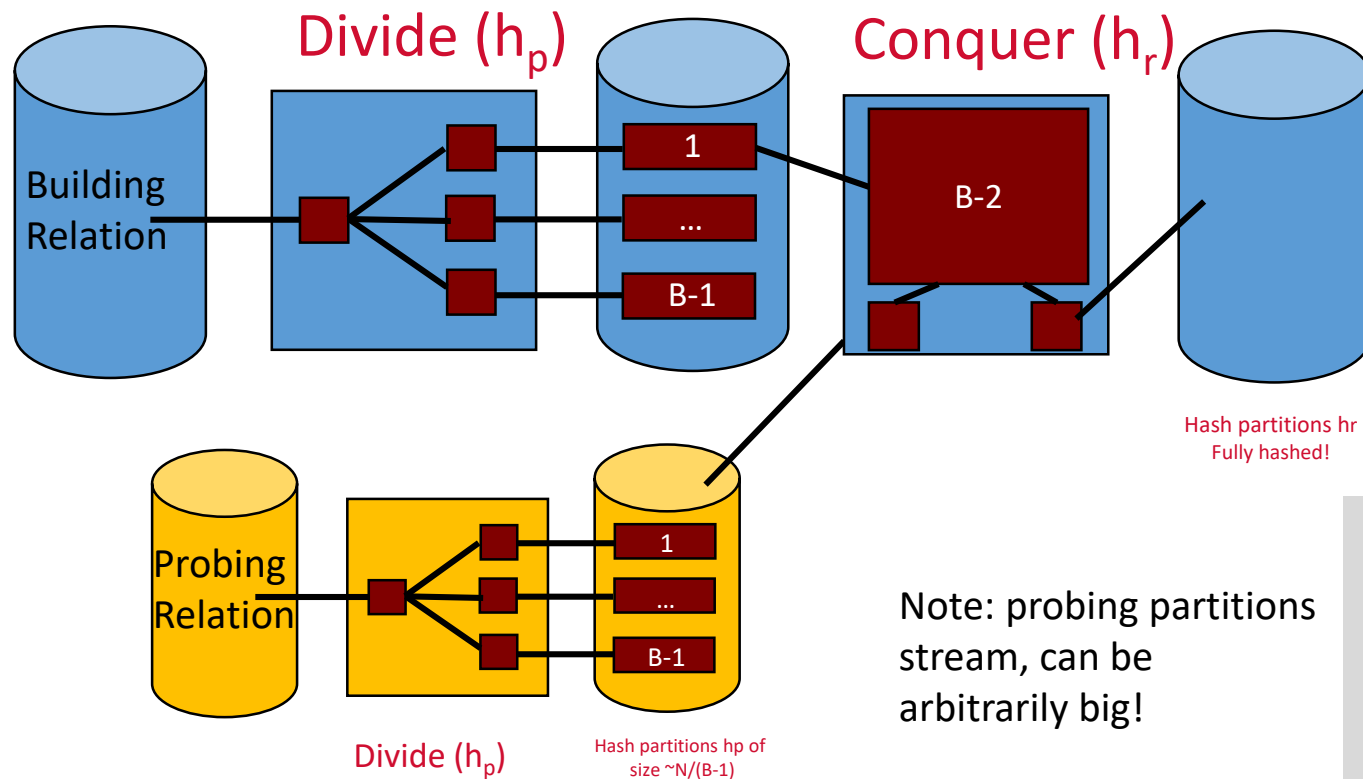 Divide (hₚ)
Conquer (hᵣ)
Building
Relation
1
...
B-1
B-2
Hash partitions hr
Fully hashed!
Probing
Relation
1
...
B-1
Note: probing partitions
stream, can be
arbitrarily big!
Divide (hₚ)
Hash partitions hp of
size ~N/(B-1)